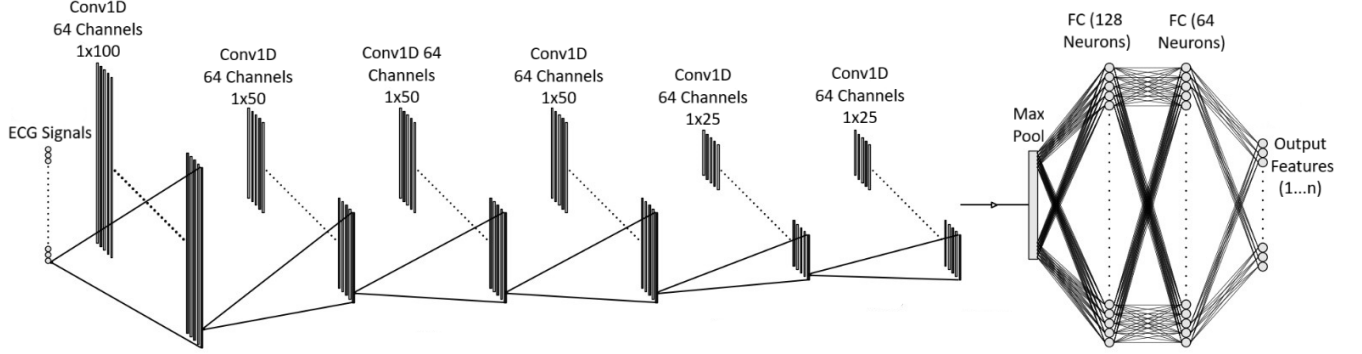 ECG Signals
Conv1D
64 Channels
1x100
Conv1D
64 Channels
1x50
Conv1D 64
Channels
1x50
Conv1D
64 Channels
1x50
Conv1D
64 Channels
1x25
Conv1D
64 Channels
1x25
Max
Pool
FC (128
Neurons)
FC (64
Neurons)
Output
Features
(1...n)